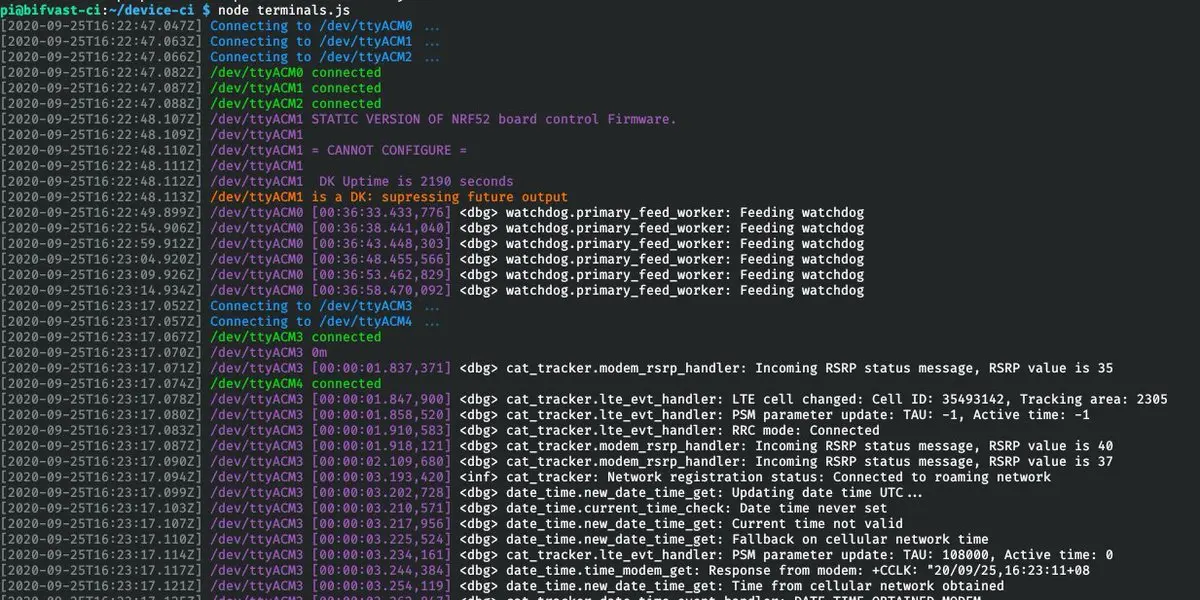 pi@bifvast-ci:~/device-ci $ node terminals.js
[2020-09-25T16:22:47.047Z] Connecting to /dev/ttyACM0 ...
[2020-09-25T16:22:47.063Z] Connecting to /dev/ttyACM1 ...
[2020-09-25T16:22:47.066Z] Connecting to /dev/ttyACM2 ...
[2020-09-25T16:22:47.082Z] /dev/ttyACM0 connected
[2020-09-25T16:22:47.087Z] /dev/ttyACM1 connected
[2020-09-25T16:22:47.088Z] /dev/ttyACM2 connected
[2020-09-25T16:22:48.107Z] /dev/ttyACM1 STATIC VERSION OF NRF52 board control Firmware.
[2020-09-25T16:22:48.109Z] /dev/ttyACM1
[2020-09-25T16:22:48.110Z] /dev/ttyACM1 = CANNOT CONFIGURE =
[2020-09-25T16:22:48.111Z] /dev/ttyACM1
[2020-09-25T16:22:48.112Z] /dev/ttyACM1  DK Uptime is 2190 seconds
[2020-09-25T16:22:48.113Z] /dev/ttyACM1 is a DK: supressing future output
[2020-09-25T16:22:49.899Z] /dev/ttyACM0 [00:36:33.433,776] <dbg> watchdog.primary_feed_worker: Feeding watchdog
[2020-09-25T16:22:54.906Z] /dev/ttyACM0 [00:36:38.441,040] <dbg> watchdog.primary_feed_worker: Feeding watchdog
[2020-09-25T16:22:59.912Z] /dev/ttyACM0 [00:36:43.448,303] <dbg> watchdog.primary_feed_worker: Feeding watchdog
[2020-09-25T16:23:04.920Z] /dev/ttyACM0 [00:36:48.455,566] <dbg> watchdog.primary_feed_worker: Feeding watchdog
[2020-09-25T16:23:09.926Z] /dev/ttyACM0 [00:36:53.462,829] <dbg> watchdog.primary_feed_worker: Feeding watchdog
[2020-09-25T16:23:14.934Z] /dev/ttyACM0 [00:36:58.470,092] <dbg> watchdog.primary_feed_worker: Feeding watchdog
[2020-09-25T16:23:17.052Z] Connecting to /dev/ttyACM3 ...
[2020-09-25T16:23:17.057Z] Connecting to /dev/ttyACM4 ...
[2020-09-25T16:23:17.067Z] /dev/ttyACM3 connected
[2020-09-25T16:23:17.070Z] /dev/ttyACM3 0m
[2020-09-25T16:23:17.071Z] /dev/ttyACM3 [00:00:01.837,371] <dbg> cat_tracker.modem_rsrp_handler: Incoming RSRP status message, RSRP value is 35
[2020-09-25T16:23:17.074Z] /dev/ttyACM4 connected
[2020-09-25T16:23:17.078Z] /dev/ttyACM3 [00:00:01.847,900] <dbg> cat_tracker.lte_evt_handler: LTE cell changed: Cell ID: 35493142, Tracking area: 2305
[2020-09-25T16:23:17.080Z] /dev/ttyACM3 [00:00:01.858,520] <dbg> cat_tracker.lte_evt_handler: PSM parameter update: TAU: -1, Active time: -1
[2020-09-25T16:23:17.083Z] /dev/ttyACM3 [00:00:01.910,583] <dbg> cat_tracker.lte_evt_handler: RRC mode: Connected
[2020-09-25T16:23:17.087Z] /dev/ttyACM3 [00:00:01.918,121] <dbg> cat_tracker.modem_rsrp_handler: Incoming RSRP status message, RSRP value is 40
[2020-09-25T16:23:17.090Z] /dev/ttyACM3 [00:00:02.109,680] <dbg> cat_tracker.modem_rsrp_handler: Incoming RSRP status message, RSRP value is 37
[2020-09-25T16:23:17.094Z] /dev/ttyACM3 [00:00:03.193,420] <inf> cat_tracker: Network registration status: Connected to roaming network
[2020-09-25T16:23:17.099Z] /dev/ttyACM3 [00:00:03.202,728] <dbg> date_time.new_date_time_get: Updating date time UTC...
[2020-09-25T16:23:17.103Z] /dev/ttyACM3 [00:00:03.210,571] <dbg> date_time.current_time_check: Date time never set
[2020-09-25T16:23:17.107Z] /dev/ttyACM3 [00:00:03.217,956] <dbg> date_time.new_date_time_get: Current time not valid
[2020-09-25T16:23:17.110Z] /dev/ttyACM3 [00:00:03.225,524] <dbg> date_time.new_date_time_get: Fallback on cellular network time
[2020-09-25T16:23:17.114Z] /dev/ttyACM3 [00:00:03.234,161] <dbg> cat_tracker.lte_evt_handler: PSM parameter update: TAU: 108000, Active time: 0
[2020-09-25T16:23:17.117Z] /dev/ttyACM3 [00:00:03.244,384] <dbg> date_time.time_modem_get: Response from modem: +CCLK: "20/09/25,16:23:11+08
[2020-09-25T16:23:17.121Z] /dev/ttyACM3 [00:00:03.254,119] <dbg> date_time.new_date_time_get: Time from cellular network obtained